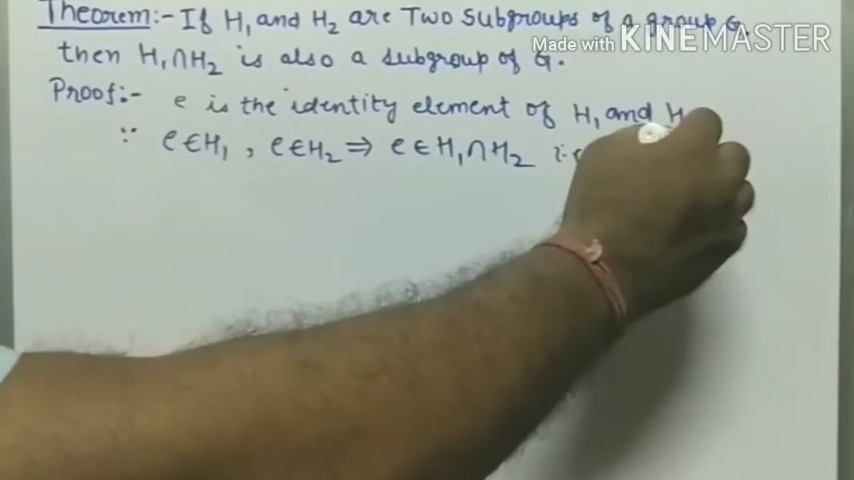 Theorem:- If H₁ and H₂ are Two subgroups of a group G.
Made with KINEMASTER
then H₁∩H₂ is also a subgroup of G.
Proof:- e is the identity element of H₁ and H
∵ e∈H₁ , e∈H₂ ⇒ e∈H₁∩H₂